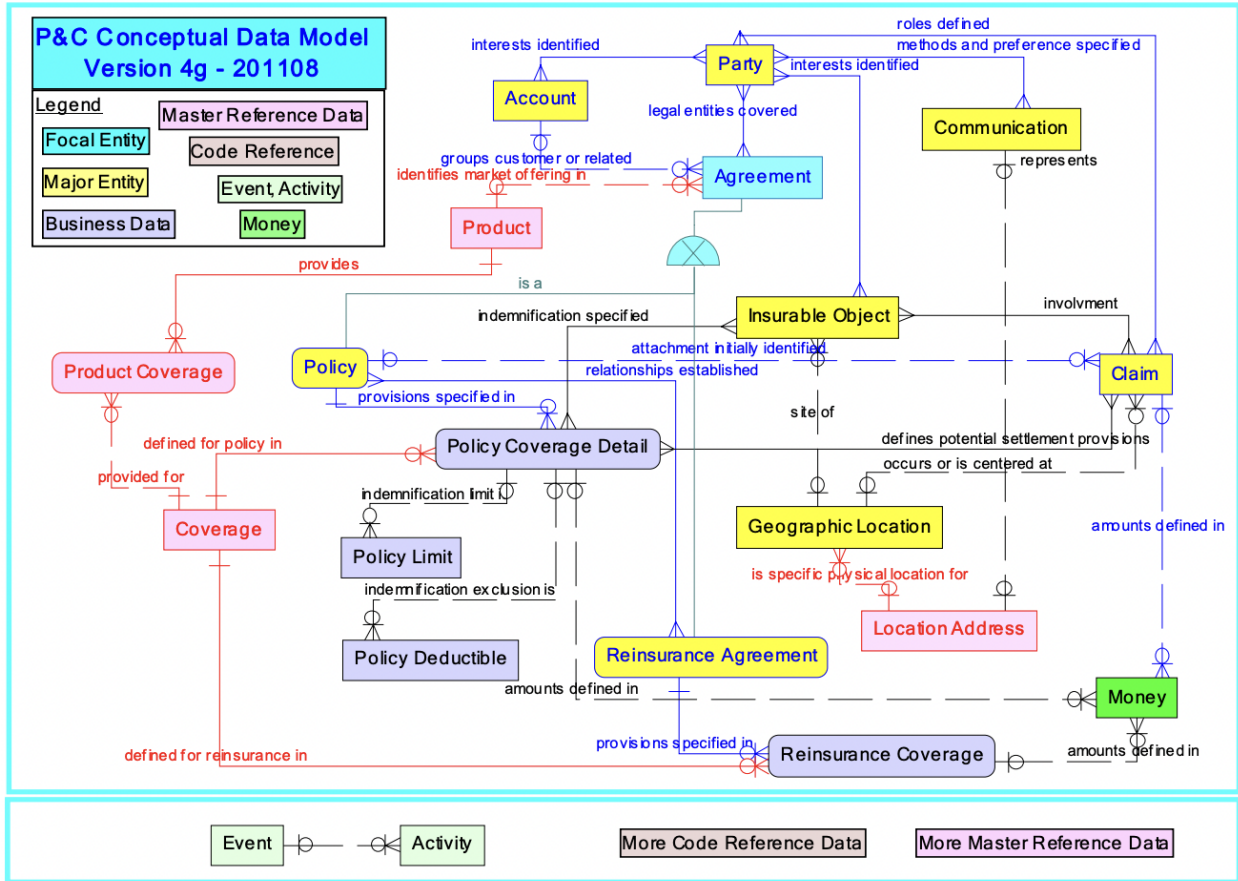 P&C Conceptual Data Model
Version 4g - 201108
Legend
Master Reference Data
Focal Entity
Code Reference
Major Entity
Event, Activity
Business Data
Money
roles defined
interests identified
methods and preference specified
Party
interests identified
Account
legal entities covered
Communication
groups customer or related
represents
identifies market offering in
Agreement
Product
provides
is a
indemnification specified
Insurable Object
involvment
attachment initially identified
Policy
relationships established
Product Coverage
Claim
provisions specified in
site of
defined for policy in
Policy Coverage Detail
defines potential settlement provisions
occurs or is centered at
provided for
indemnification limit i
Coverage
Geographic Location
amounts defined in
Policy Limit
is specific physical location for
indemnification exclusion is
Location Address
Policy Deductible
Reinsurance Agreement
amounts defined in
Money
provisions specified in
defined for reinsurance in
Reinsurance Coverage
amounts defined in
Event
Activity
More Code Reference Data
More Master Reference Data